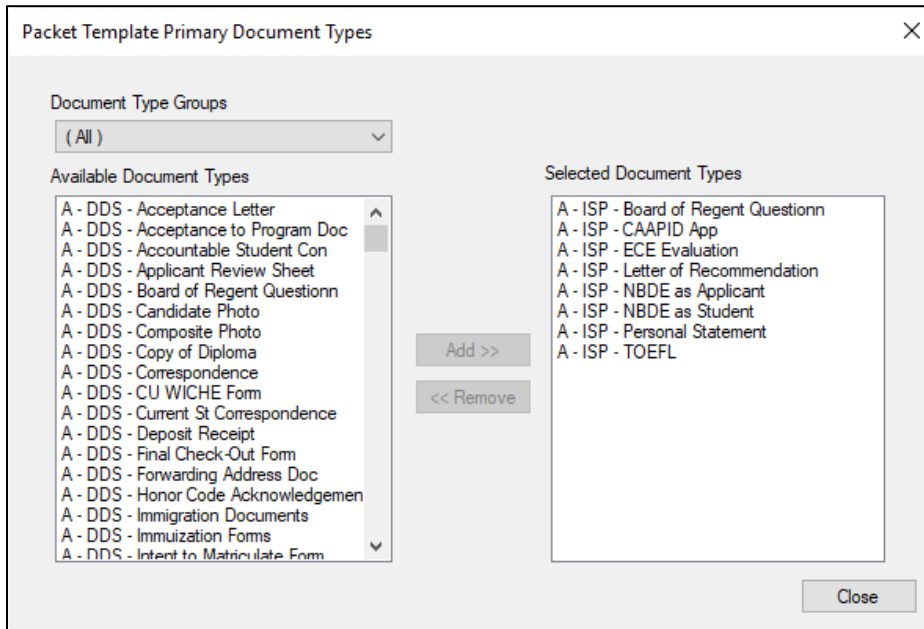 Packet Template Primary Document Types
Document Type Groups
( All )
Available Document Types
A - DDS - Acceptance Letter
A - DDS - Acceptance to Program Doc
A - DDS - Accountable Student Con
A - DDS - Applicant Review Sheet
A - DDS - Board of Regent Questionn
A - DDS - Candidate Photo
A - DDS - Composite Photo
A - DDS - Copy of Diploma
A - DDS - Correspondence
A - DDS - CU WICHE Form
A - DDS - Current St Correspondence
A - DDS - Deposit Receipt
A - DDS - Final Check-Out Form
A - DDS - Forwarding Address Doc
A - DDS - Honor Code Acknowledgemen
A - DDS - Immigration Documents
A - DDS - Immuization Forms
A - DDS - Intent to Matriculate Form
Add >>
<< Remove
Selected Document Types
A - ISP - Board of Regent Questionn
A - ISP - CAAPID App
A - ISP - ECE Evaluation
A - ISP - Letter of Recommendation
A - ISP - NBDE as Applicant
A - ISP - NBDE as Student
A - ISP - Personal Statement
A - ISP - TOEFL
Close